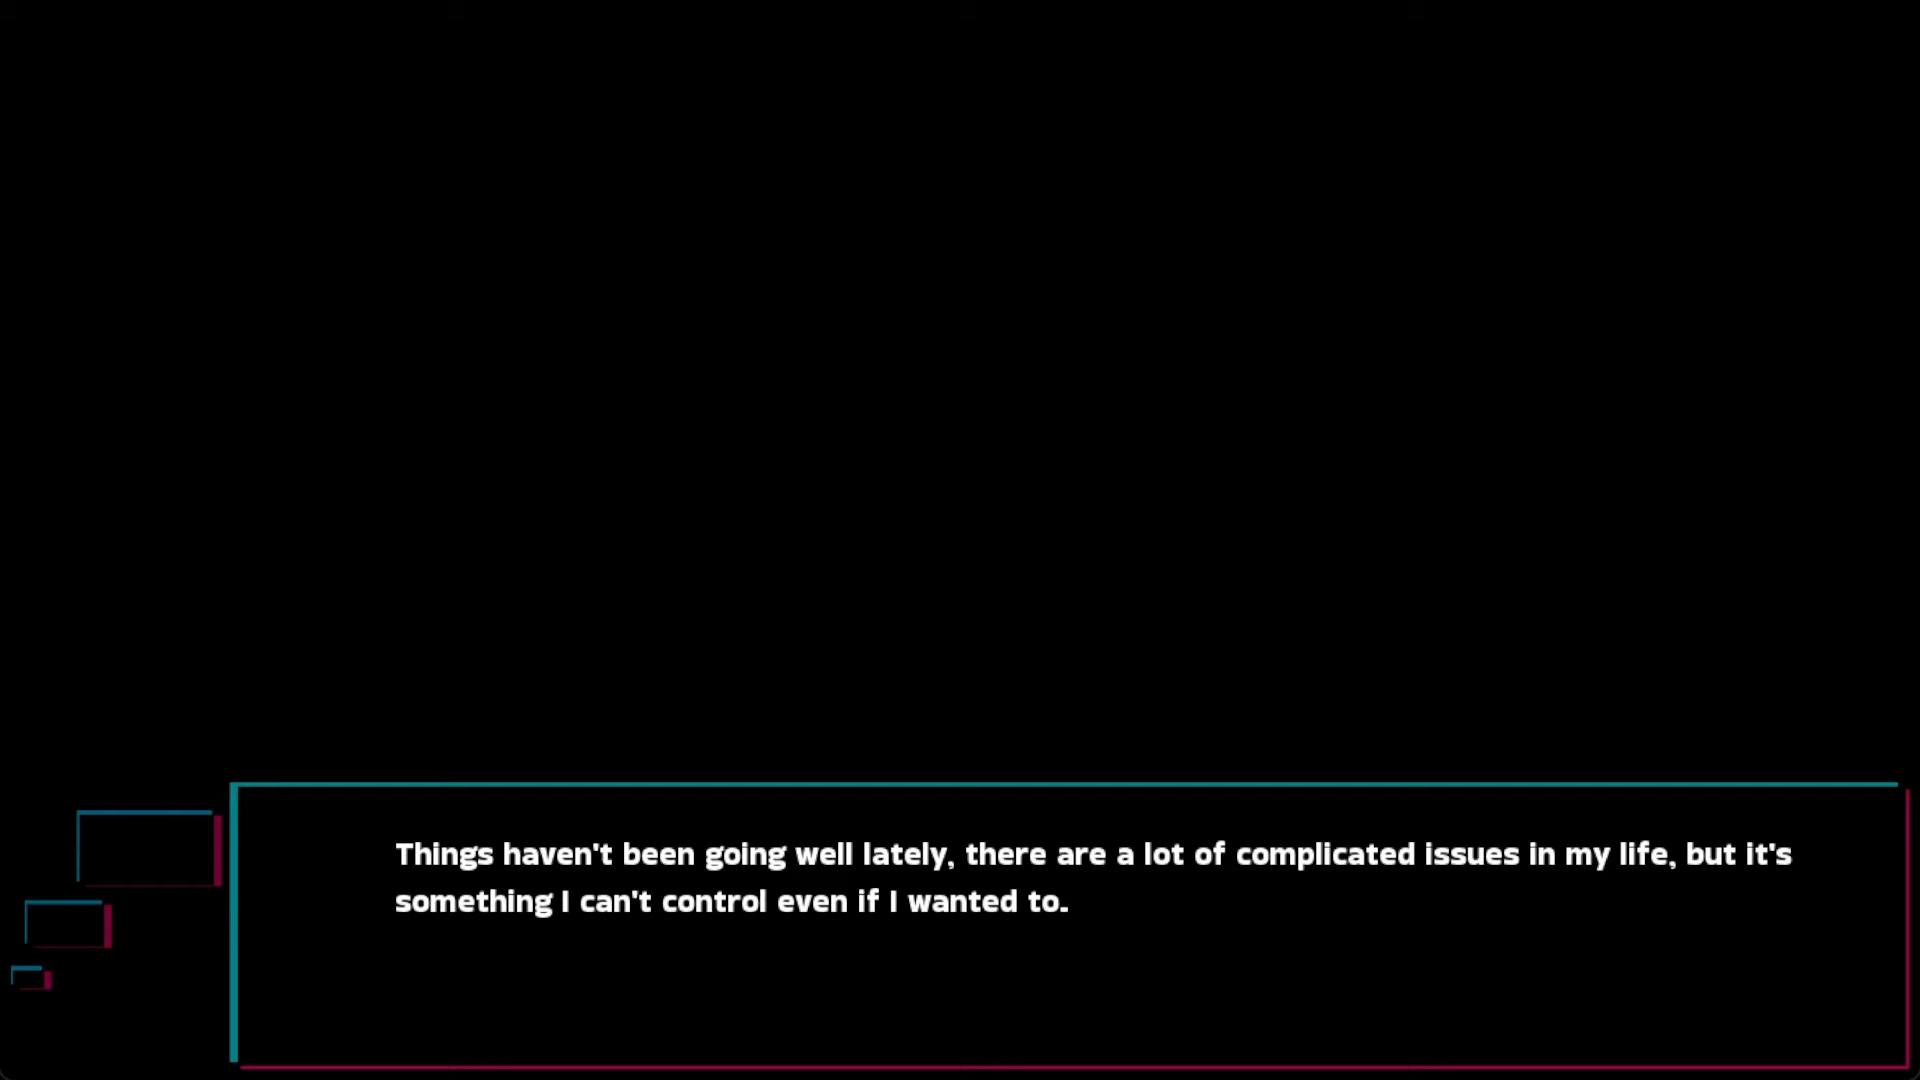 Things haven't been going well lately, there are a lot of complicated issues in my life, but it's
something I can't control even if I wanted to.